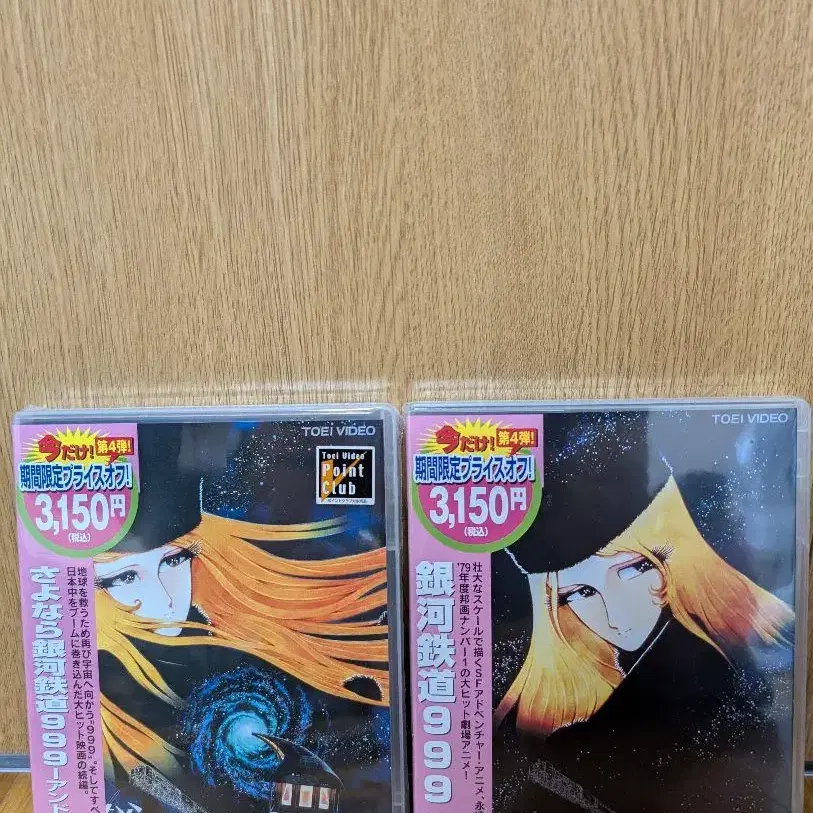 今だけ!
第4弾!
期間限定プライスオフ!
3,150円
(税込)
TOEI VIDEO
Toei Video
Point
Club
地球を救うため再び宇宙へ向かう"999"。そしてすべ
日本中をブームに巻き込んだ大ヒット映画の続編。
さよなら銀河鉄道999-アンド
今だけ!
第4弾!
期間限定プライスオフ!
3,150円
(税込)
TOEI VIDEO
壮大なスケールで描くSFアドベンチャー・アニメ、永
'79年度邦画ナンバー1の大ヒット劇場アニメ!
銀河鉄道999